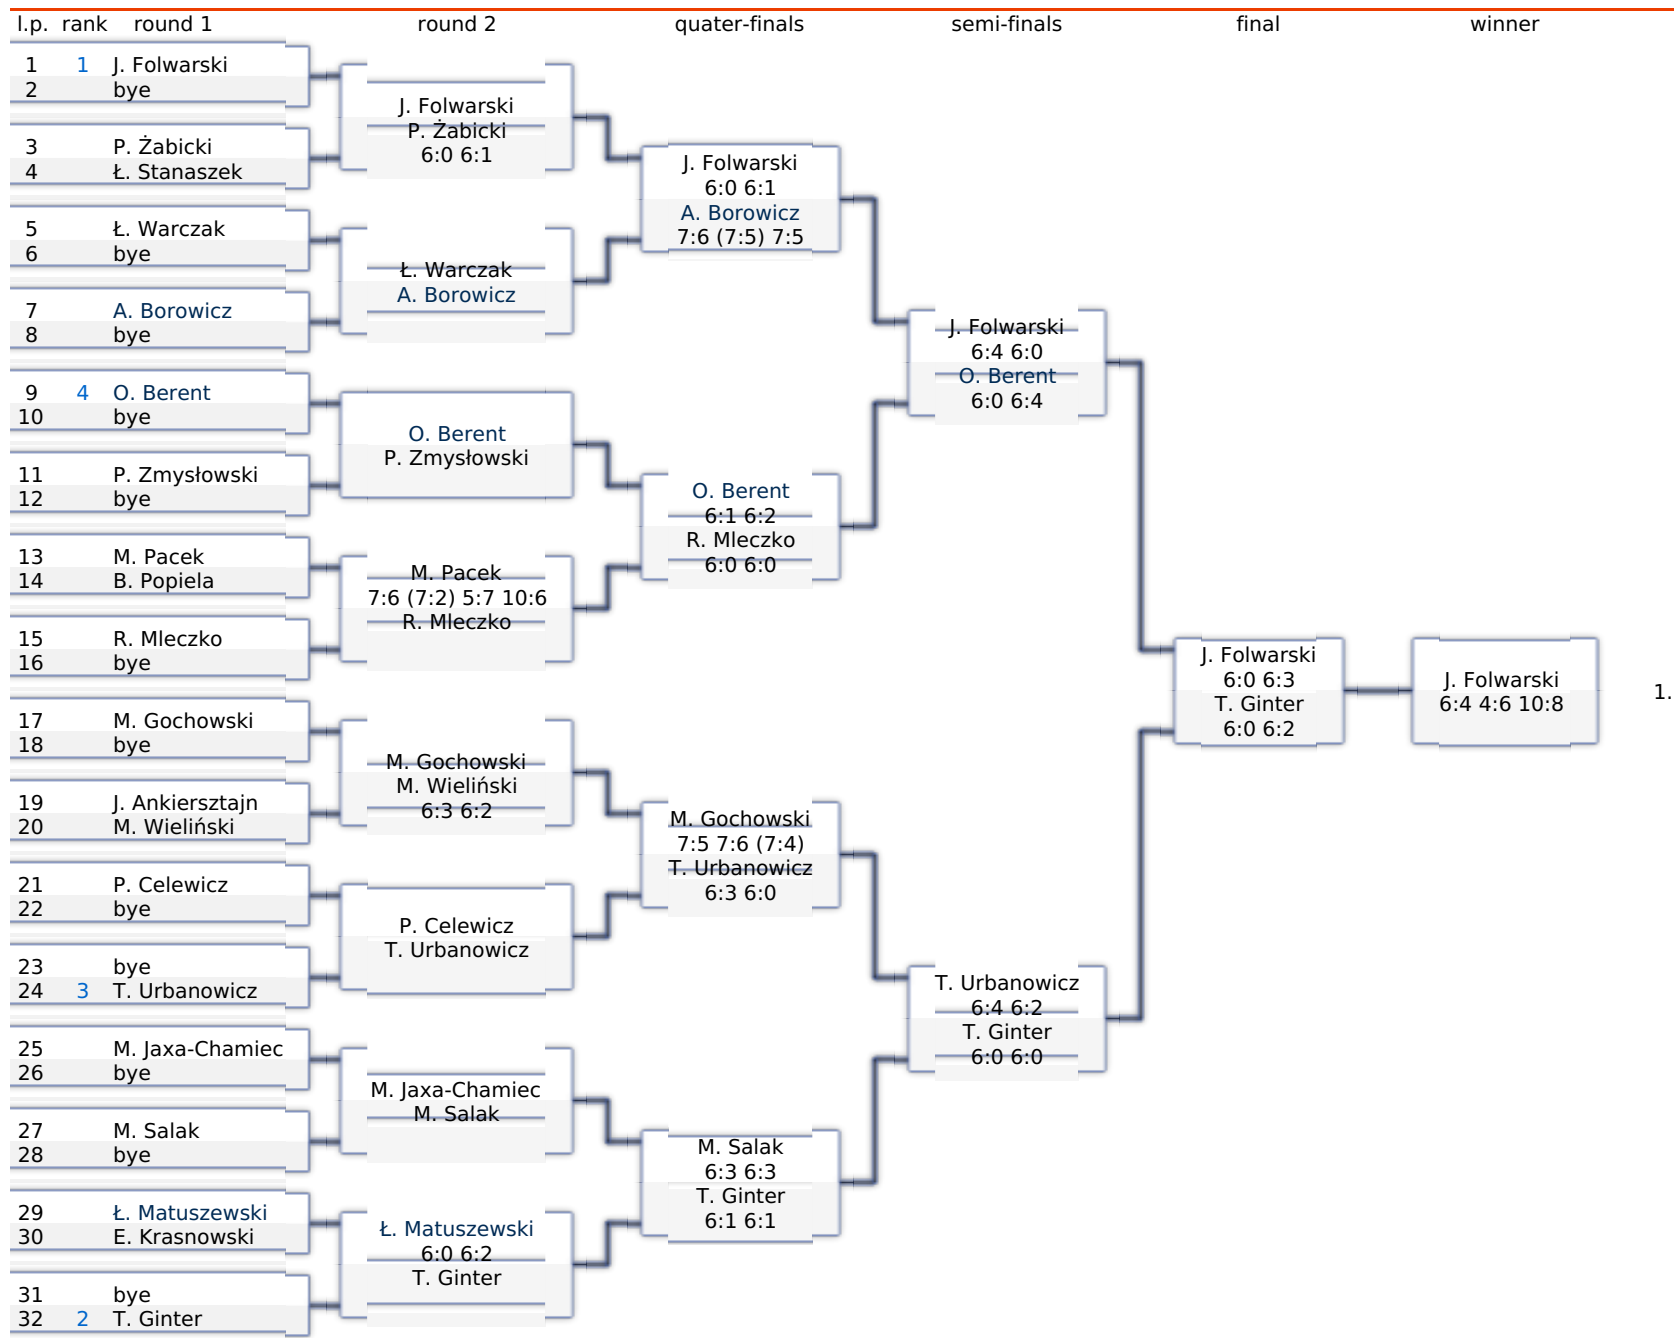 l.p. rank round 1 round 2 quater-finals semi-finals final winner
1 1 J. Folwarski
2 bye
3 P. Żabicki
4 Ł. Stanaszek
5 Ł. Warczak
6 bye
7 A. Borowicz
8 bye
9 4 O. Berent
10 bye
11 P. Zmysłowski
12 bye
13 M. Pacek
14 B. Popiela
15 R. Mleczko
16 bye
17 M. Gochowski
18 bye
19 J. Ankiersztajn
20 M. Wieliński
21 P. Celewicz
22 bye
23 bye
24 3 T. Urbanowicz
25 M. Jaxa-Chamiec
26 bye
27 M. Salak
28 bye
29 Ł. Matuszewski
30 E. Krasnowski
31 bye
32 2 T. Ginter
J. Folwarski
P. Żabicki
6:0 6:1
Ł. Warczak
A. Borowicz
O. Berent
P. Zmysłowski
M. Pacek
7:6 (7:2) 5:7 10:6
R. Mleczko
M. Gochowski
M. Wieliński
6:3 6:2
P. Celewicz
T. Urbanowicz
M. Jaxa-Chamiec
M. Salak
Ł. Matuszewski
6:0 6:2
T. Ginter
J. Folwarski
6:0 6:1
A. Borowicz
7:6 (7:5) 7:5
O. Berent
6:1 6:2
R. Mleczko
6:0 6:0
M. Gochowski
7:5 7:6 (7:4)
T. Urbanowicz
6:3 6:0
M. Salak
6:3 6:3
T. Ginter
6:1 6:1
J. Folwarski
6:4 6:0
O. Berent
6:0 6:4
T. Urbanowicz
6:4 6:2
T. Ginter
6:0 6:0
J. Folwarski
6:0 6:3
T. Ginter
6:0 6:2
J. Folwarski
6:4 4:6 10:8
1.